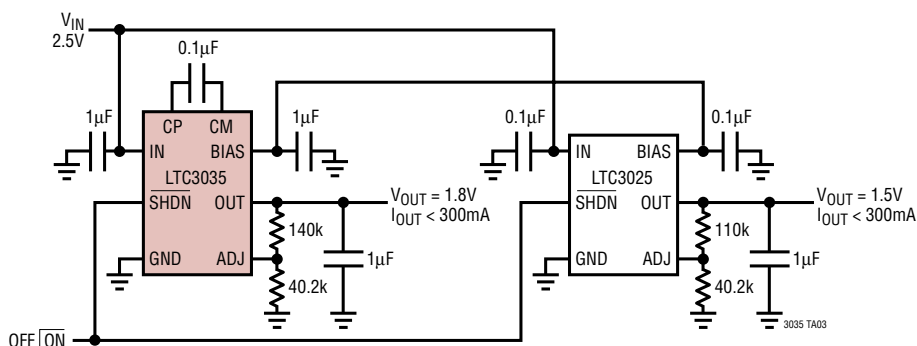 VIN
2.5V
0.1µF
1µF
CP CM
IN BIAS
LTC3035
SHDN OUT
GND ADJ
1µF
VOUT = 1.8V
IOUT < 300mA
140k
1µF
40.2k
0.1µF
IN BIAS
LTC3025
SHDN OUT
GND ADJ
0.1µF
VOUT = 1.5V
IOUT < 300mA
110k
1µF
40.2k
3035 TA03
OFF ON